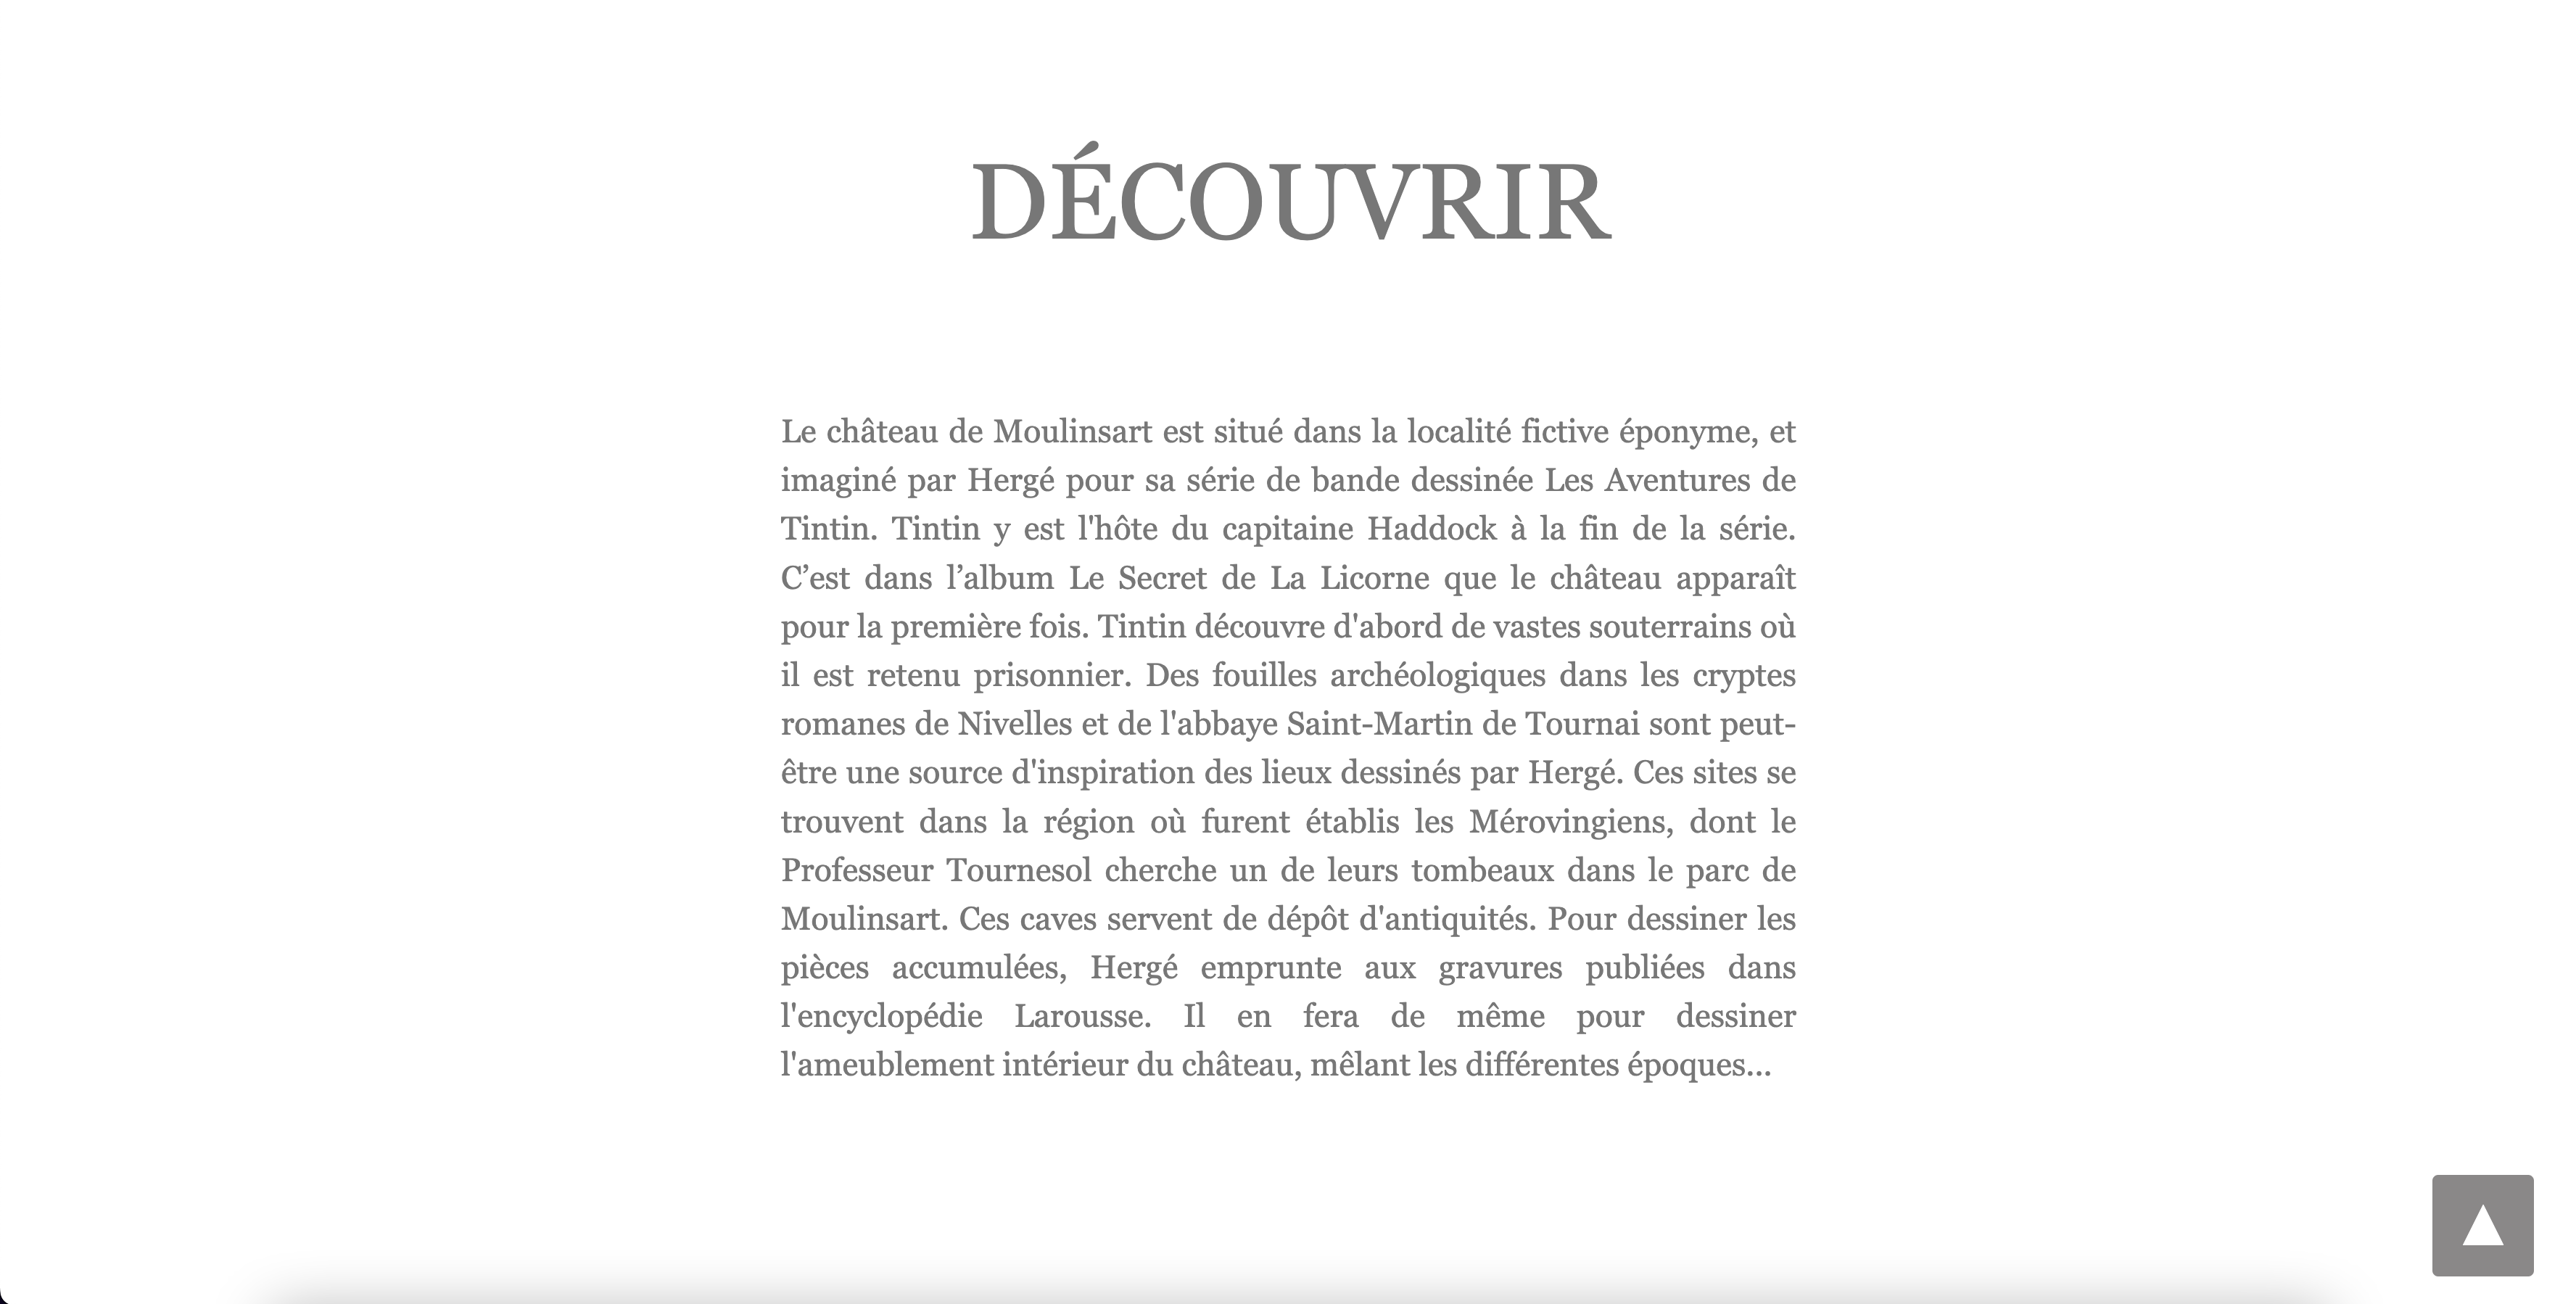 DÉCOUVRIR
Le château de Moulinsart est situé dans la localité fictive éponyme, et
imaginé par Hergé pour sa série de bande dessinée Les Aventures de
Tintin. Tintin y est l'hôte du capitaine Haddock à la fin de la série.
C’est dans l’album Le Secret de La Licorne que le château apparaît
pour la première fois. Tintin découvre d'abord de vastes souterrains où
il est retenu prisonnier. Des fouilles archéologiques dans les cryptes
romanes de Nivelles et de l'abbaye Saint-Martin de Tournai sont peut-
être une source d'inspiration des lieux dessinés par Hergé. Ces sites se
trouvent dans la région où furent établis les Mérovingiens, dont le
Professeur Tournesol cherche un de leurs tombeaux dans le parc de
Moulinsart. Ces caves servent de dépôt d'antiquités. Pour dessiner les
pièces accumulées, Hergé emprunte aux gravures publiées dans
l'encyclopédie Larousse. Il en fera de même pour dessiner
l'ameublement intérieur du château, mêlant les différentes époques...